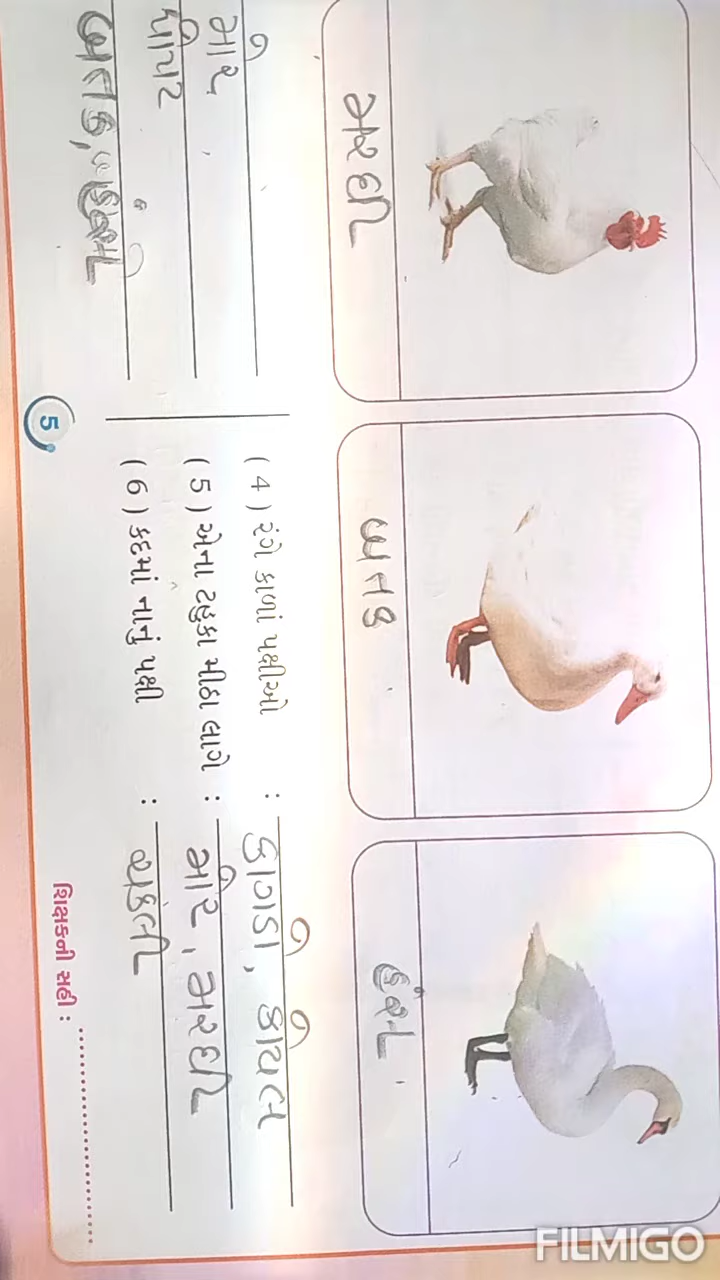 મરઘી
બતક
હંસ
મોર
(4) રંગે કાળાં પક્ષીઓ : કાગડો, કોયલ
(5) એના ટહુકા મીઠા લાગે : મોર, મરઘી
બતક,
(6) કદમાં નાનું પક્ષી : ચકલી
5
શિક્ષકની સહી :
FILMIGO